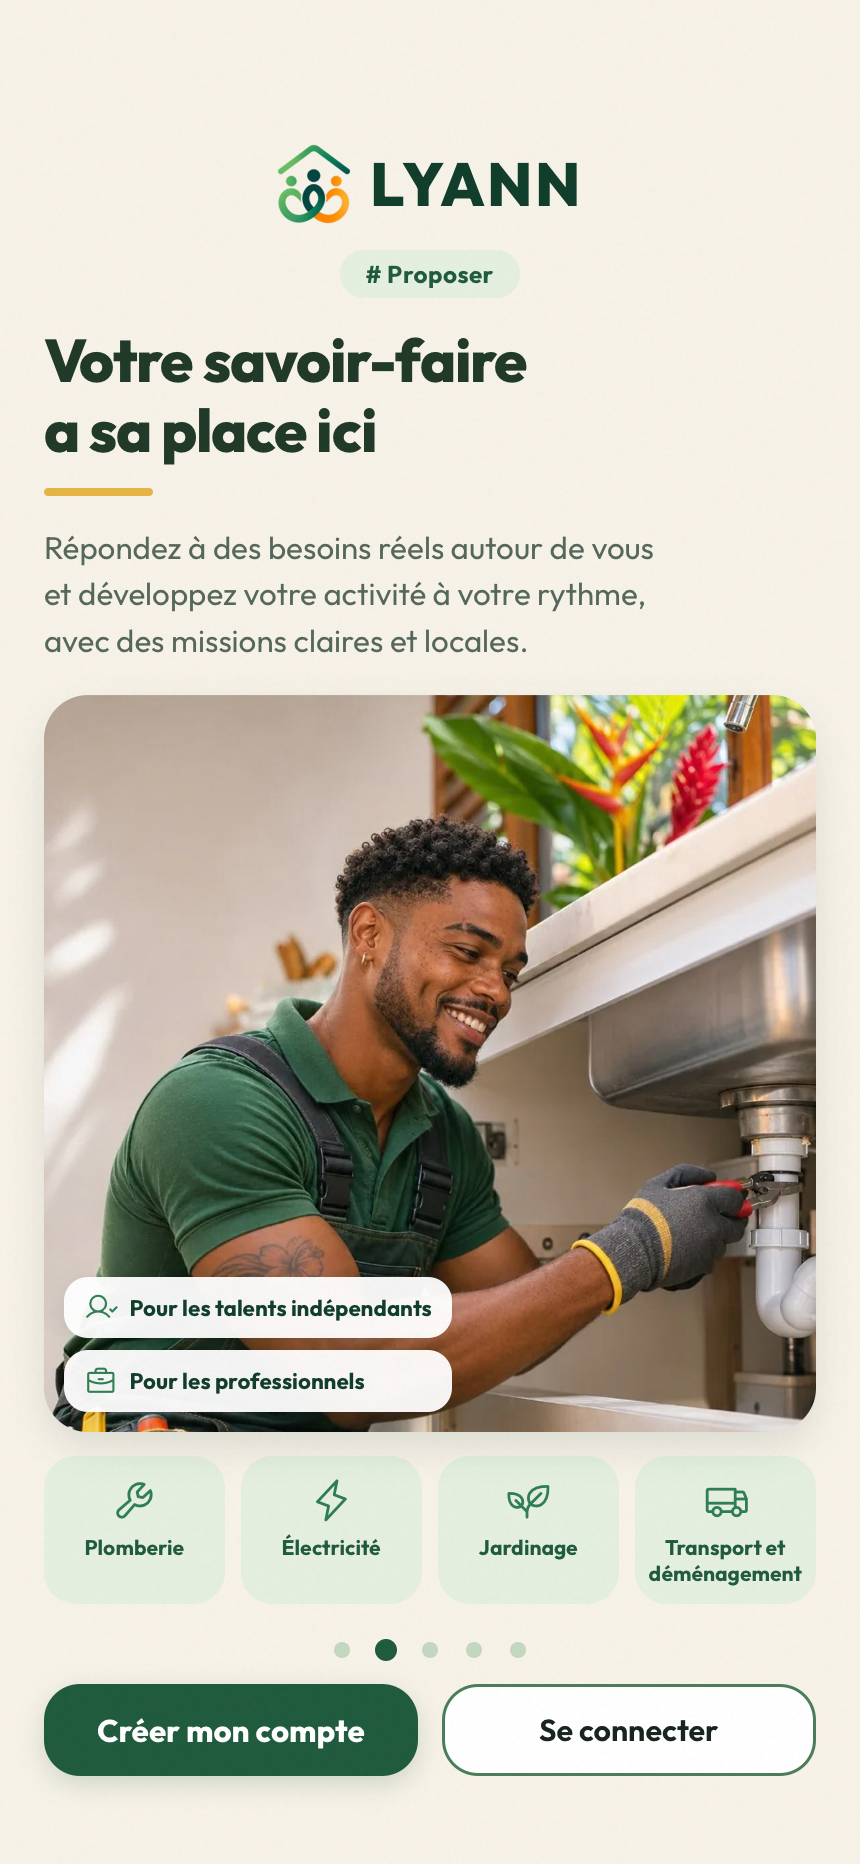 LYANN
# Proposer
Votre savoir-faire
a sa place ici
Répondez à des besoins réels autour de vous
et développez votre activité à votre rythme,
avec des missions claires et locales.
Pour les talents indépendants
Pour les professionnels
Plomberie
Électricité
Jardinage
Transport et
déménagement
Créer mon compte
Se connecter